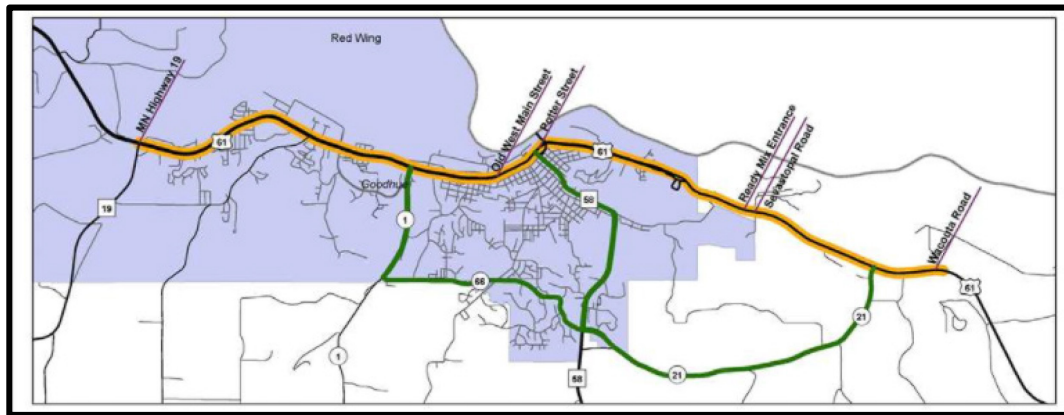 Red Wing
MN Highway 19
61
Old West Main Street
Potter Street
61
Ready Mix Entrance
Savavtopol Road
Goodhue
58
19
1
Wacouta Road
66
61
21
1
58
21